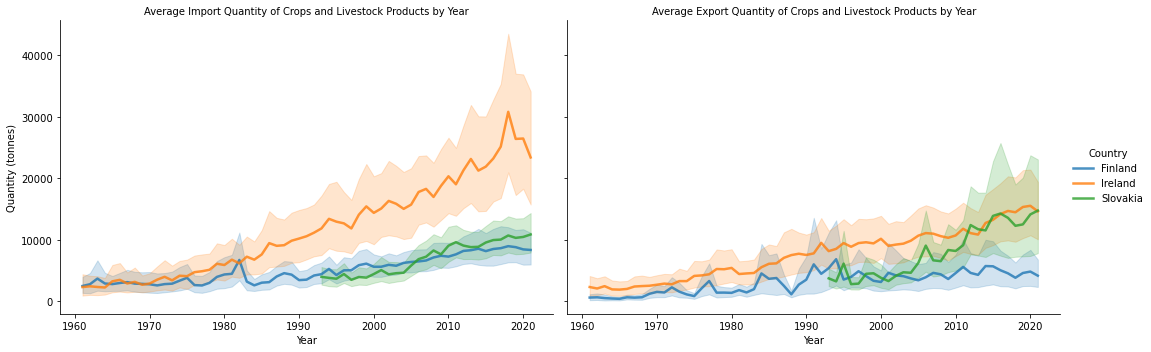 Average Import Quantity of Crops and Livestock Products by Year
Average Export Quantity of Crops and Livestock Products by Year
Quantity (tonnes)
40000
30000
20000
10000
0
1960 1970 1980 1990 2000 2010 2020
Year
1960 1970 1980 1990 2000 2010 2020
Year
Country
Finland
Ireland
Slovakia